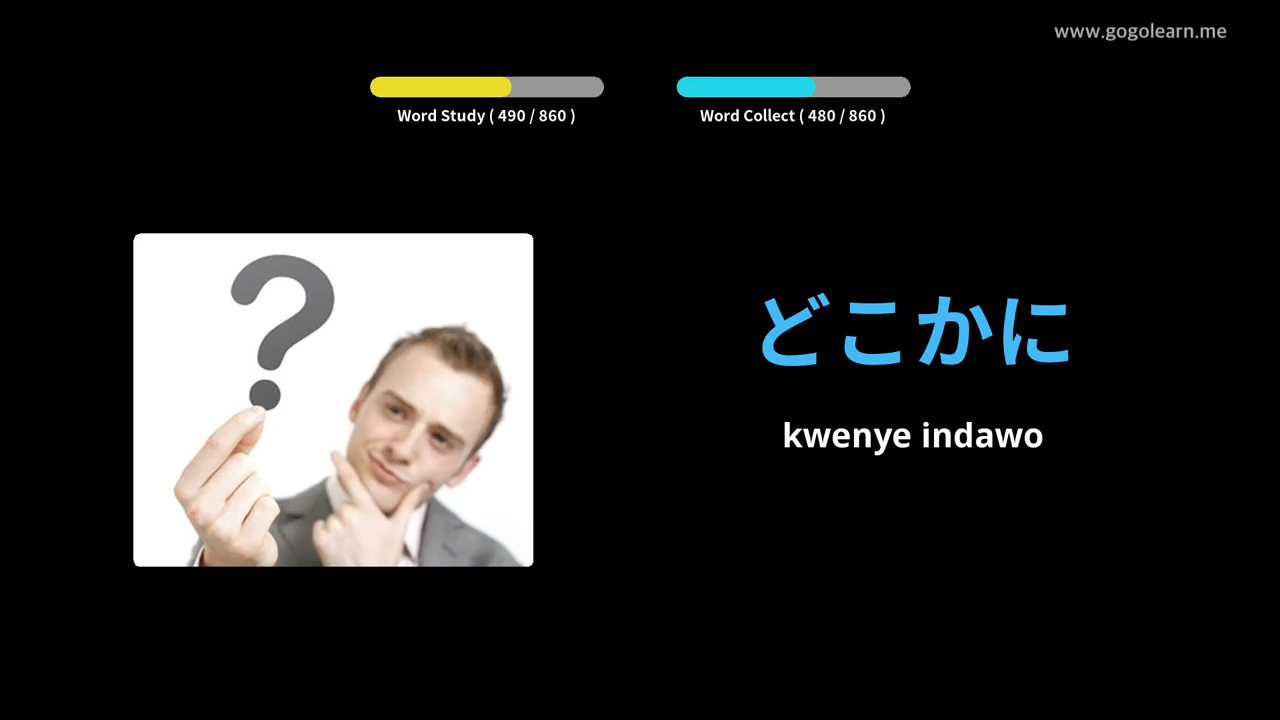 www.gogolearn.me
Word Study ( 490 / 860 )
Word Collect ( 480 / 860 )
?
どこかに
kwenye indawo